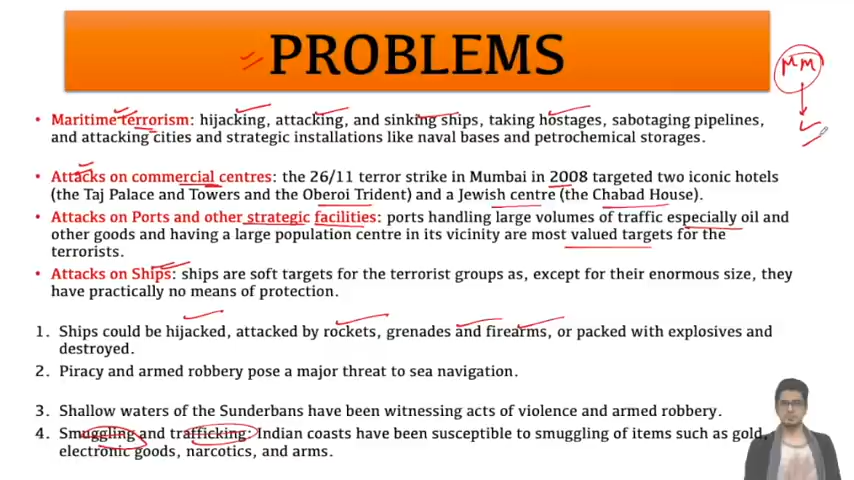 PROBLEMS
MM
• Maritime terrorism: hijacking, attacking, and sinking ships, taking hostages, sabotaging pipelines,
and attacking cities and strategic installations like naval bases and petrochemical storages.
• Attacks on commercial centres: the 26/11 terror strike in Mumbai in 2008 targeted two iconic hotels
(the Taj Palace and Towers and the Oberoi Trident) and a Jewish centre (the Chabad House).
• Attacks on Ports and other strategic facilities: ports handling large volumes of traffic especially oil and
other goods and having a large population centre in its vicinity are most valued targets for the
terrorists.
• Attacks on Ships: ships are soft targets for the terrorist groups as, except for their enormous size, they
have practically no means of protection.
1. Ships could be hijacked, attacked by rockets, grenades and firearms, or packed with explosives and
destroyed.
2. Piracy and armed robbery pose a major threat to sea navigation.
3. Shallow waters of the Sunderbans have been witnessing acts of violence and armed robbery.
4. Smuggling and trafficking: Indian coasts have been susceptible to smuggling of items such as gold,
electronic goods, narcotics, and arms.